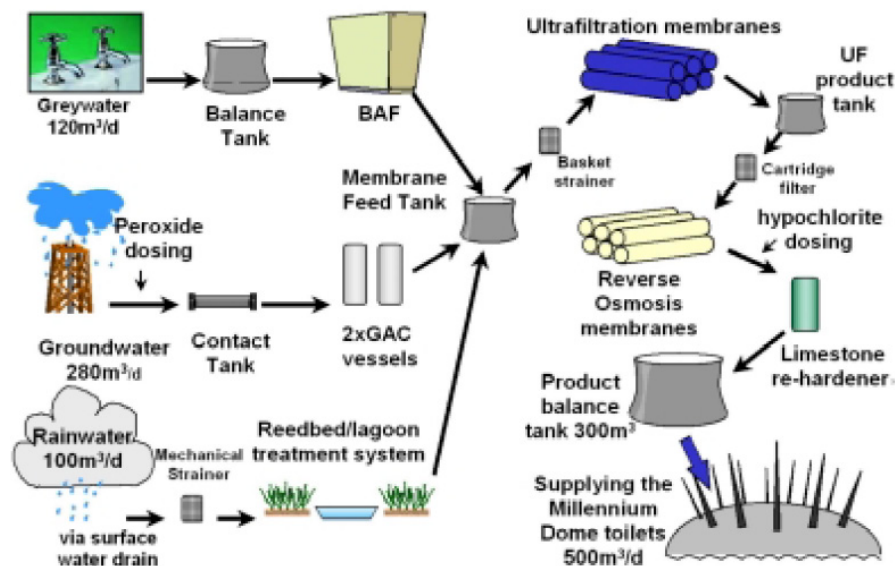 Greywater
120m³/d
Balance
Tank
BAF
Ultrafiltration membranes
UF
product
tank
Basket
strainer
Cartridge
filter
Membrane
Feed Tank
Peroxide
dosing
Groundwater
280m³/d
Contact
Tank
2xGAC
vessels
hypochlorite
dosing
Reverse
Osmosis
membranes
Limestone
re-hardener
Rainwater
100m³/d
via surface
water drain
Mechanical
Strainer
Reedbed/lagoon
treatment system
Product
balance
tank 300m³
Supplying the
Millennium
Dome toilets
500m³/d